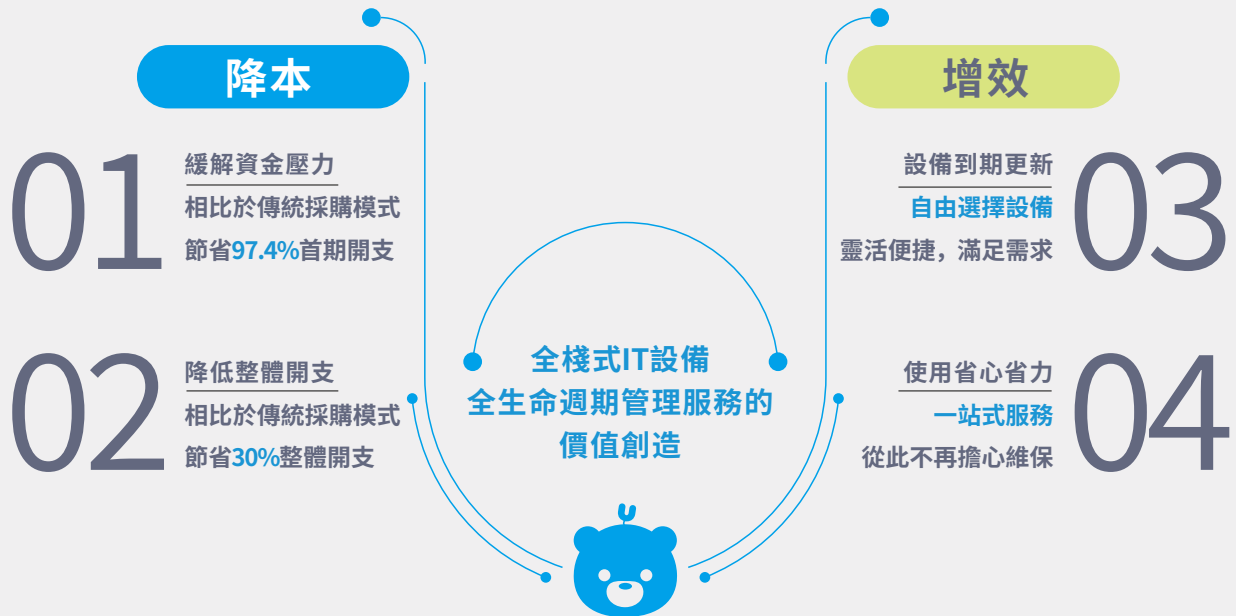 降本
01
緩解資金壓力
相比於傳統採購模式
節省97.4%首期開支
02
降低整體開支
相比於傳統採購模式
節省30%整體開支
全棧式IT設備
全生命週期管理服務的
價值創造
增效
03
設備到期更新
自由選擇設備
靈活便捷，滿足需求
04
使用省心省力
一站式服務
從此不再擔心維保